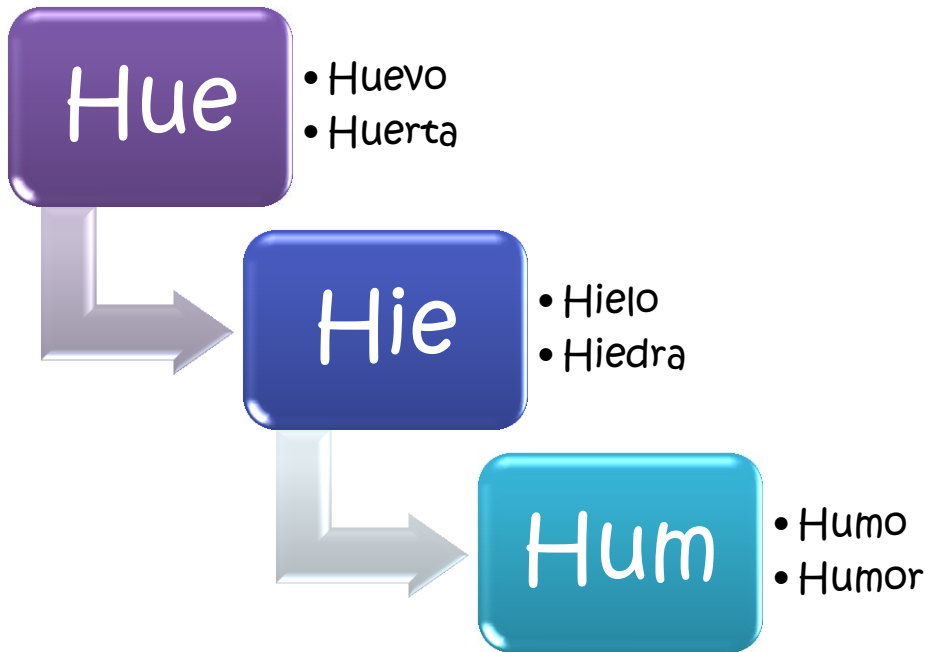 Hue
• Huevo
• Huerta
Hie
• Hielo
• Hiedra
Hum
• Humo
• Humor